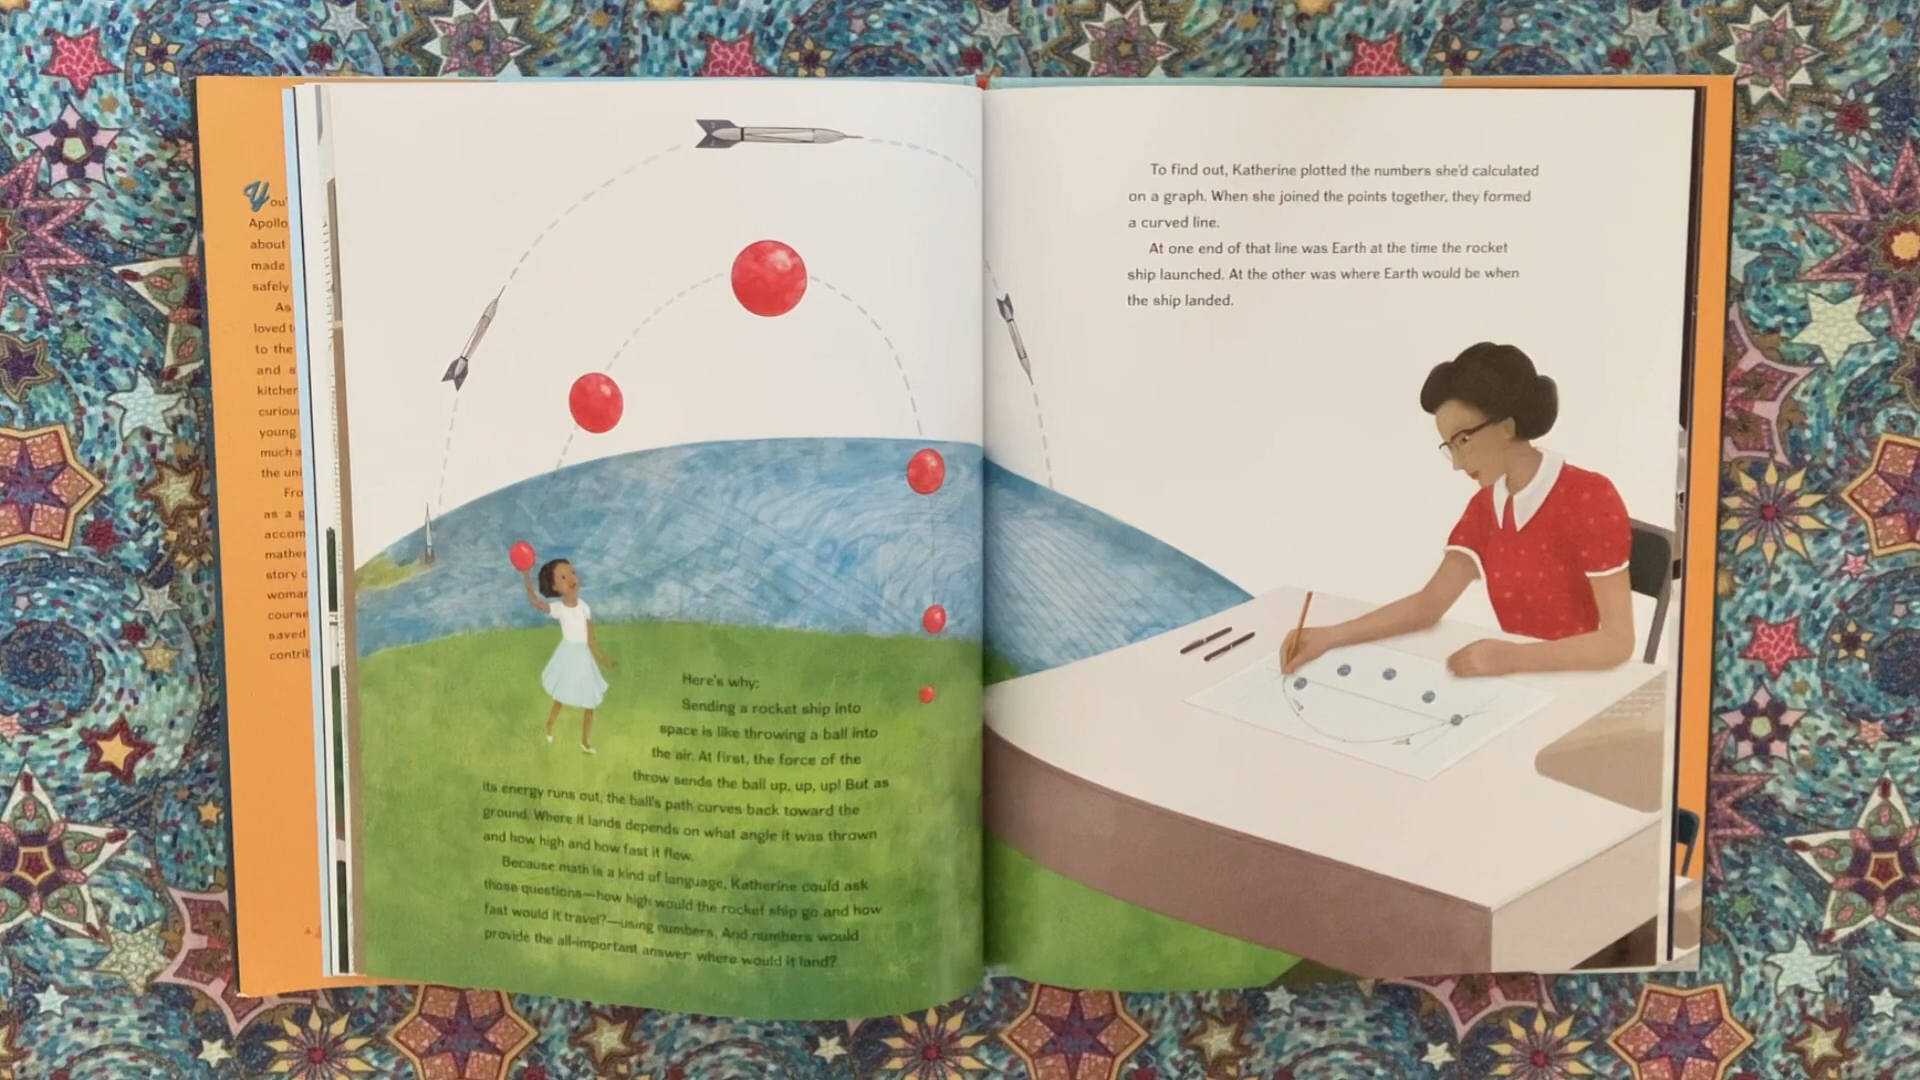 You'
Apollo
about
made
safely
As
loved t
to the
and s
kitchen
curiou
young
much a
the uni
Fro
as a g
accom
mathe
story o
woman
course
saved
contrib
Here's why:
Sending a rocket ship into
space is like throwing a ball into
the air. At first, the force of the
throw sends the ball up, up, up! But as
its energy runs out, the ball's path curves back toward the
ground. Where it lands depends on what angle it was thrown
and how high and how fast it flew.
Because math is a kind of language, Katherine could ask
those questions—how high would the rocket ship go and how
fast would it travel?—using numbers. And numbers would
provide the all-important answer: where would it land?
To find out, Katherine plotted the numbers she'd calculated
on a graph. When she joined the points together, they formed
a curved line.
At one end of that line was Earth at the time the rocket
ship launched. At the other was where Earth would be when
the ship landed.